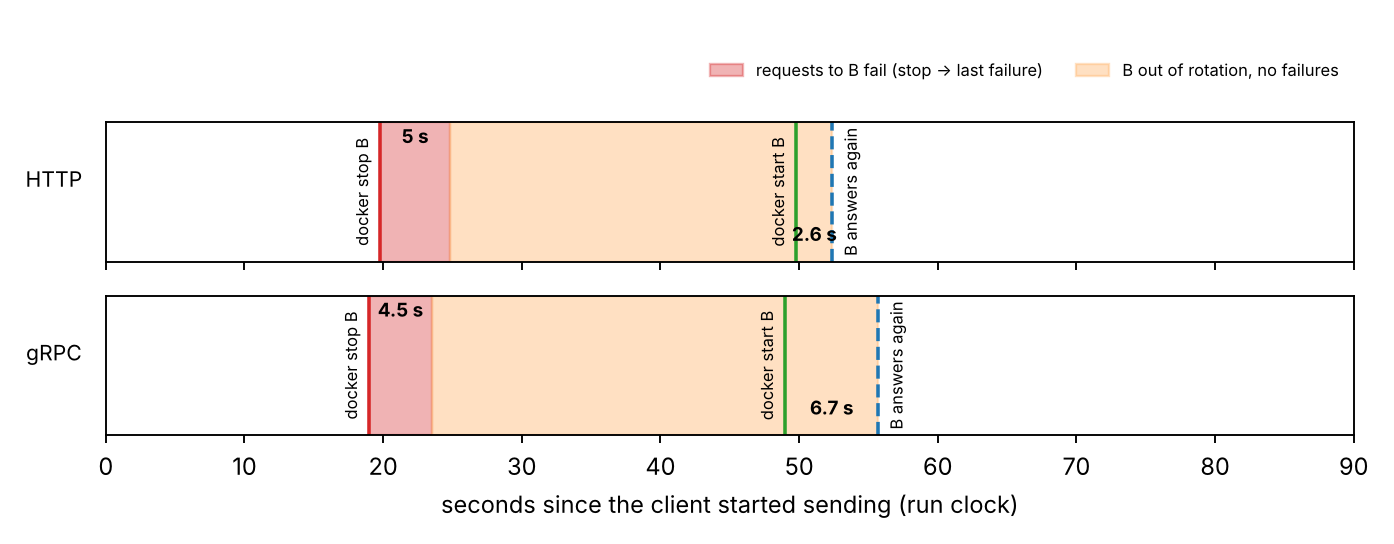 requests to B fail (stop → last failure)
B out of rotation, no failures
HTTP
docker stop B
5 s
docker start B
2.6 s
B answers again
gRPC
docker stop B
4.5 s
docker start B
6.7 s
B answers again
0 10 20 30 40 50 60 70 80 90
seconds since the client started sending (run clock)